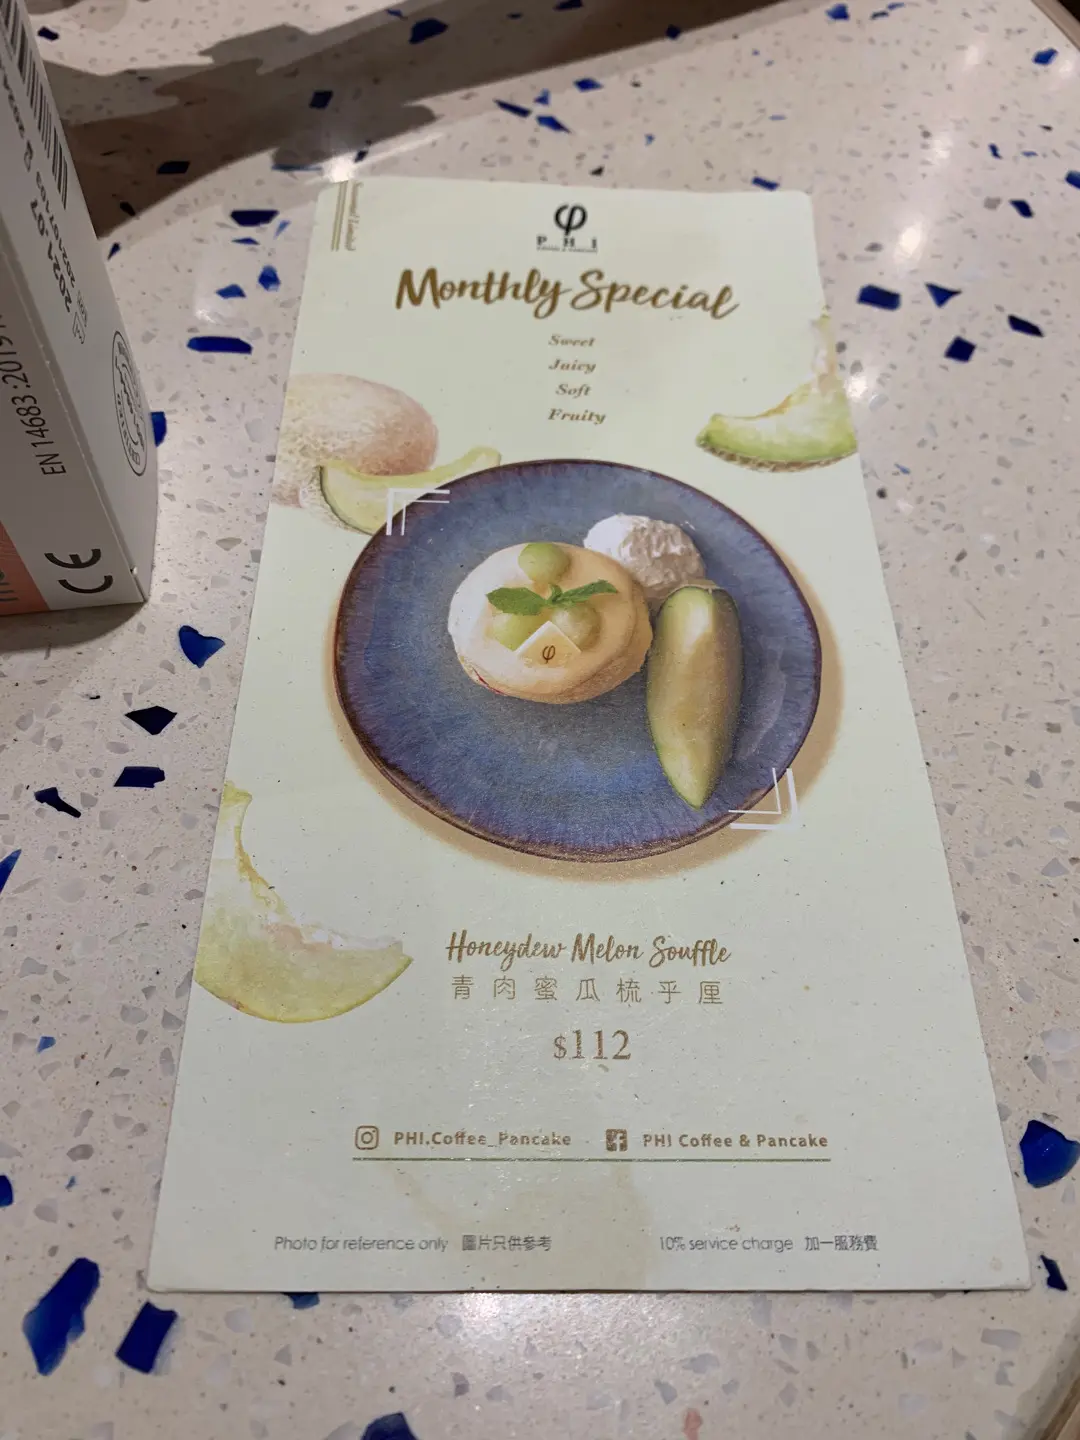 φ
PHI
Monthly Special
Sweet
Juicy
Soft
Fruity
φ
Honeydew Melon Souffle
青肉蜜瓜梳乎厘
$112
PHI.Coffee_Pancake
PHI Coffee & Pancake
Photo for reference only 圖片只供參考
10% service charge 加一服務費
EN 14683:2019
CE